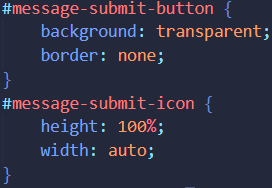 #message-submit-button {
    background: transparent;
    border: none;
}
#message-submit-icon {
    height: 100%;
    width: auto;
}